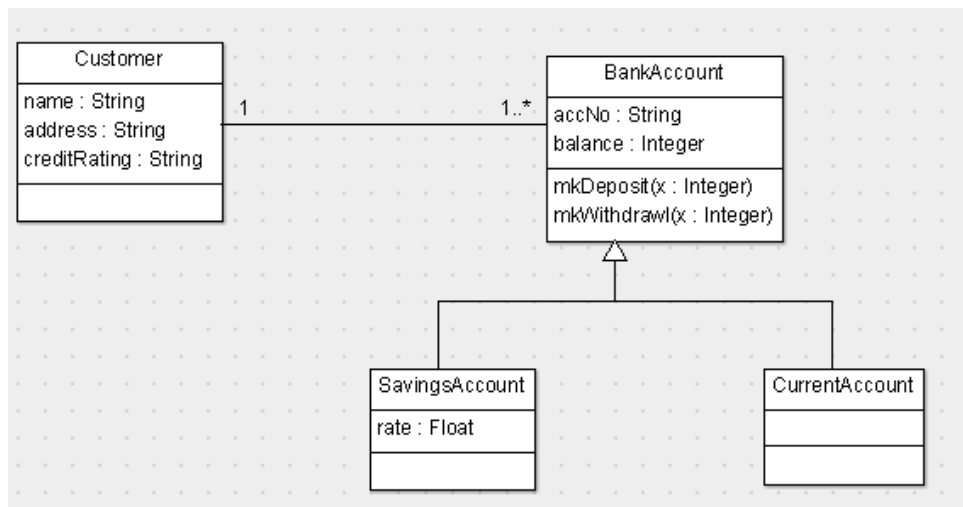 Customer
name : String
address : String
creditRating : String
1
1..*
BankAccount
accNo : String
balance : Integer
mkDeposit(x : Integer)
mkWithdrawl(x : Integer)
SavingsAccount
rate : Float
CurrentAccount